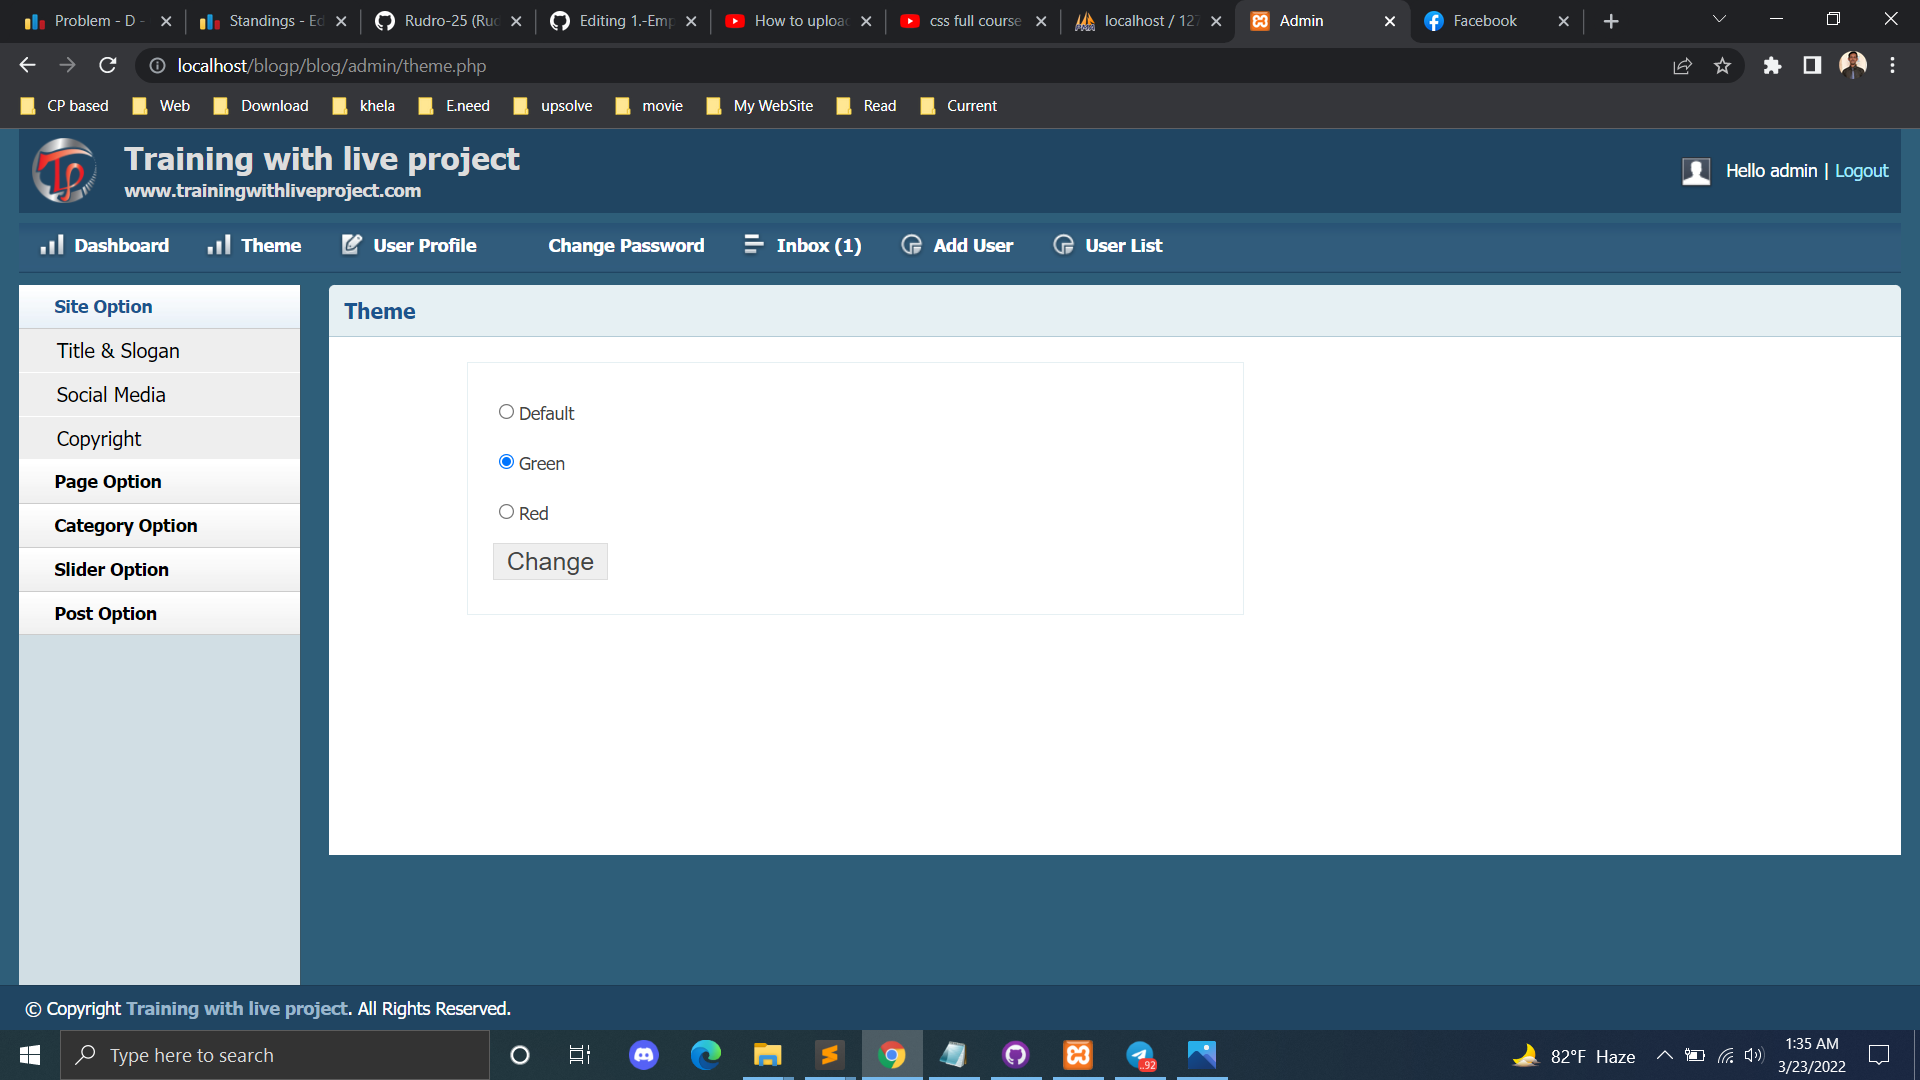 Problem - D -
Standings - Ed
Rudro-25 (Rud
Editing 1.-Emp
How to uploa
css full course
localhost / 127
Admin
Facebook
localhost/blogp/blog/admin/theme.php
CP based
Web
Download
khela
E.need
upsolve
movie
My WebSite
Read
Current
Training with live project
www.trainingwithliveproject.com
Hello admin | Logout
Dashboard
Theme
User Profile
Change Password
Inbox (1)
Add User
User List
Site Option
Title & Slogan
Social Media
Copyright
Page Option
Category Option
Slider Option
Post Option
Theme
Default
Green
Red
Change
© Copyright Training with live project. All Rights Reserved.
Type here to search
..92
82°F Haze
1:35 AM
3/23/2022